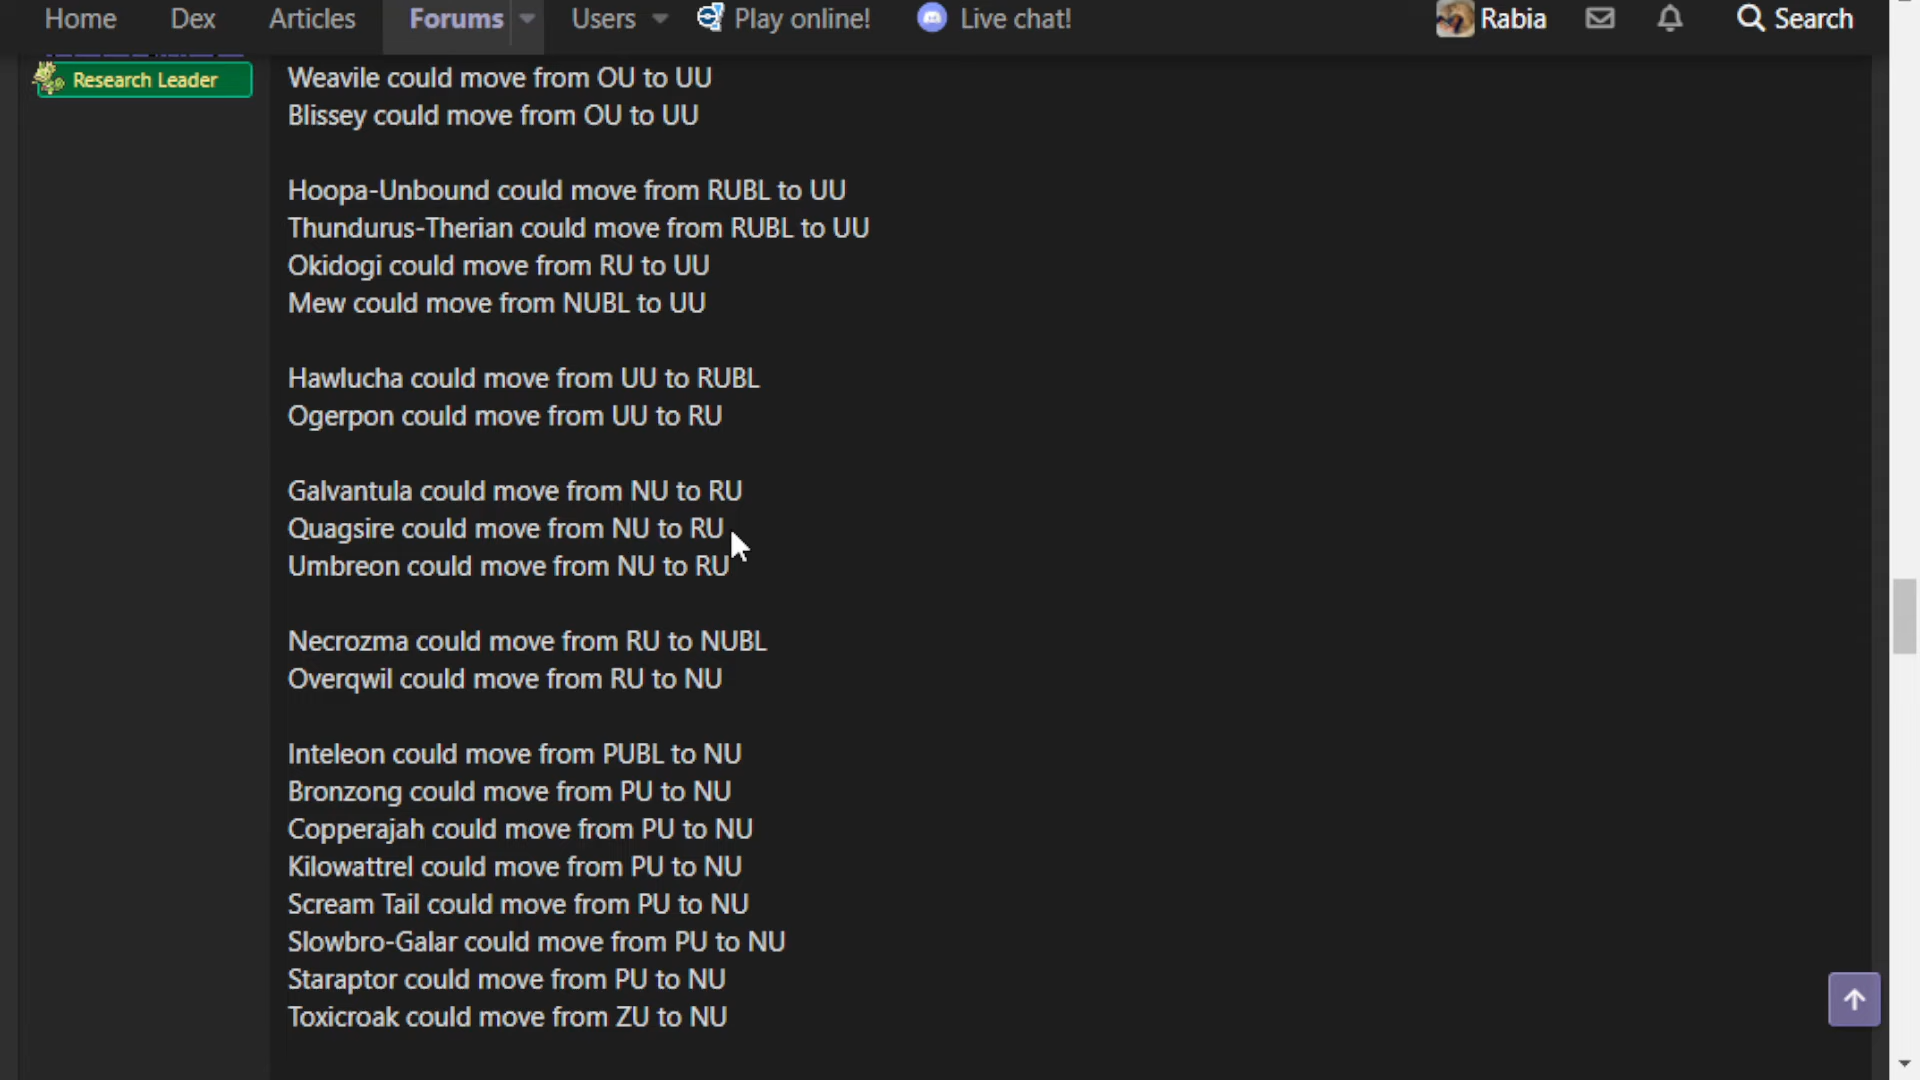 Home Dex Articles Forums Users Play online! Live chat! Rabia Search
Research Leader
Weavile could move from OU to UU
Blissey could move from OU to UU
Hoopa-Unbound could move from RUBL to UU
Thundurus-Therian could move from RUBL to UU
Okidogi could move from RU to UU
Mew could move from NUBL to UU
Hawlucha could move from UU to RUBL
Ogerpon could move from UU to RU
Galvantula could move from NU to RU
Quagsire could move from NU to RU
Umbreon could move from NU to RU
Necrozma could move from RU to NUBL
Overqwil could move from RU to NU
Inteleon could move from PUBL to NU
Bronzong could move from PU to NU
Copperajah could move from PU to NU
Kilowattrel could move from PU to NU
Scream Tail could move from PU to NU
Slowbro-Galar could move from PU to NU
Staraptor could move from PU to NU
Toxicroak could move from ZU to NU